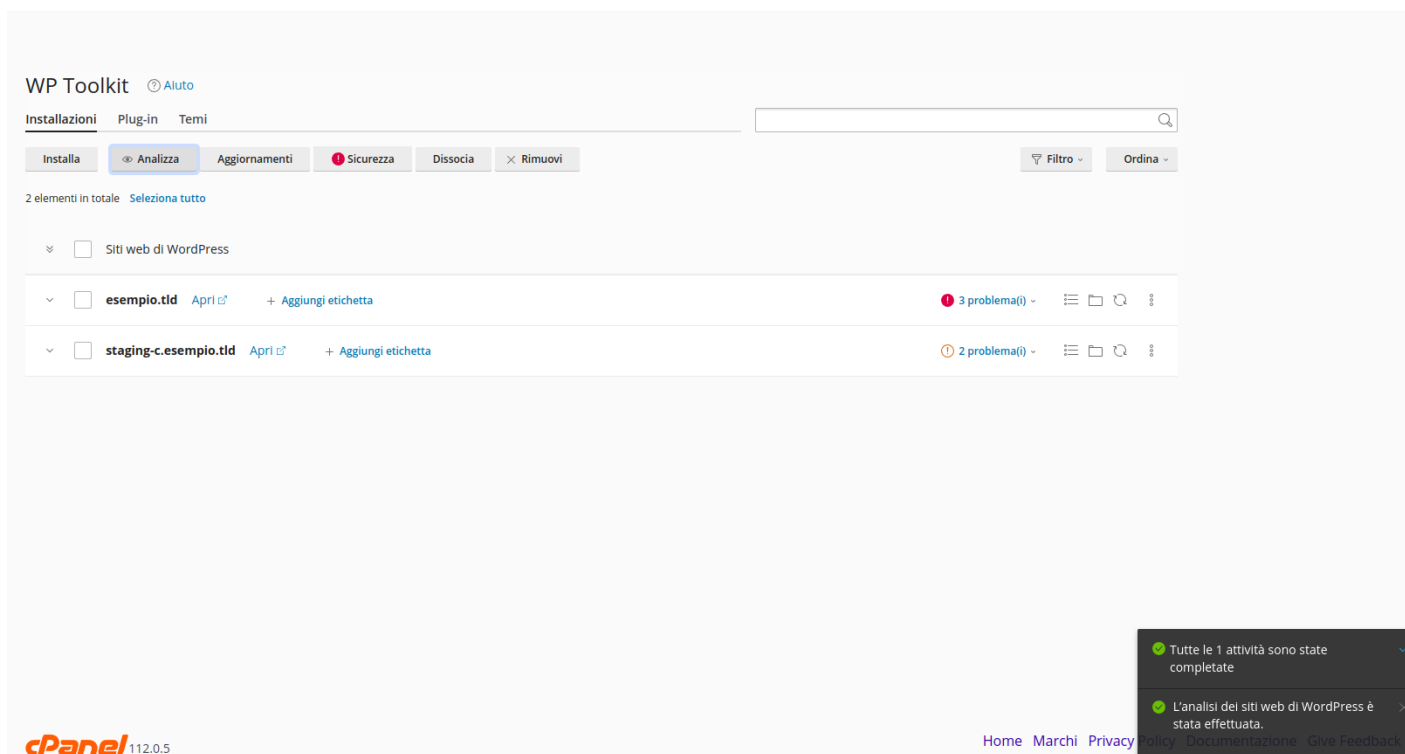 WP Toolkit Aiuto
Installazioni Plug-in Temi
Installa Analizza Aggiornamenti Sicurezza Dissocia Rimuovi Filtro Ordina
2 elementi in totale Seleziona tutto
Siti web di WordPress
esempio.tld Apri + Aggiungi etichetta 3 problema(i)
staging-c.esempio.tld Apri + Aggiungi etichetta 2 problema(i)
Tutte le 1 attività sono state
completate
L'analisi dei siti web di WordPress è
stata effettuata.
cPanel 112.0.5 Home Marchi Privacy Policy Documentazione Give Feedback